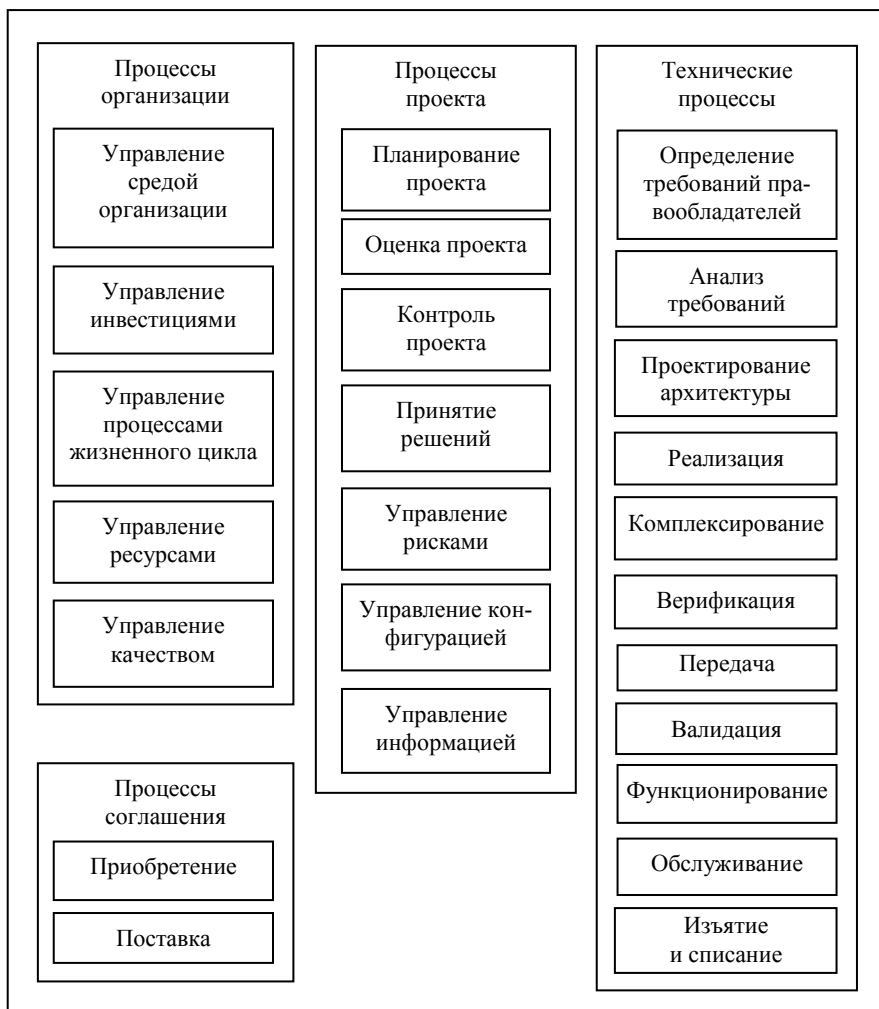 Процессы
организации
Управление
средой
организации
Управление
инвестициями
Управление
процессами
жизненного цикла
Управление
ресурсами
Управление
качеством
Процессы
соглашения
Приобретение
Поставка
Процессы
проекта
Планирование
проекта
Оценка проекта
Контроль
проекта
Принятие
решений
Управление
рисками
Управление кон-
фигурацией
Управление
информацией
Технические
процессы
Определение
требований пра-
вообладателей
Анализ
требований
Проектирование
архитектуры
Реализация
Комплексирование
Верификация
Передача
Валидация
Функционирование
Обслуживание
Изъятие
и списание